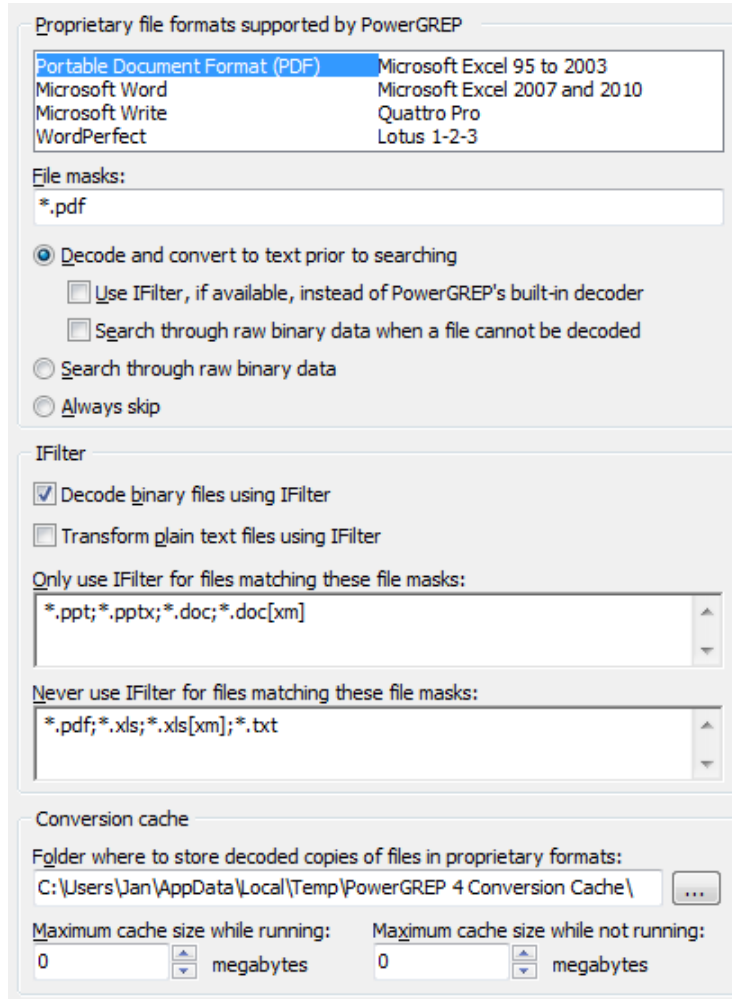 Proprietary file formats supported by PowerGREP
Portable Document Format (PDF) Microsoft Excel 95 to 2003
Microsoft Word Microsoft Excel 2007 and 2010
Microsoft Write Quattro Pro
WordPerfect Lotus 1-2-3
File masks:
*.pdf
Decode and convert to text prior to searching
Use IFilter, if available, instead of PowerGREP's built-in decoder
Search through raw binary data when a file cannot be decoded
Search through raw binary data
Always skip
IFilter
Decode binary files using IFilter
Transform plain text files using IFilter
Only use IFilter for files matching these file masks:
*.ppt;*.pptx;*.doc;*.doc[xm]
Never use IFilter for files matching these file masks:
*.pdf;*.xls;*.xls[xm];*.txt
Conversion cache
Folder where to store decoded copies of files in proprietary formats:
C:\Users\Jan\AppData\Local\Temp\PowerGREP 4 Conversion Cache\ ...
Maximum cache size while running: Maximum cache size while not running:
0 megabytes 0 megabytes